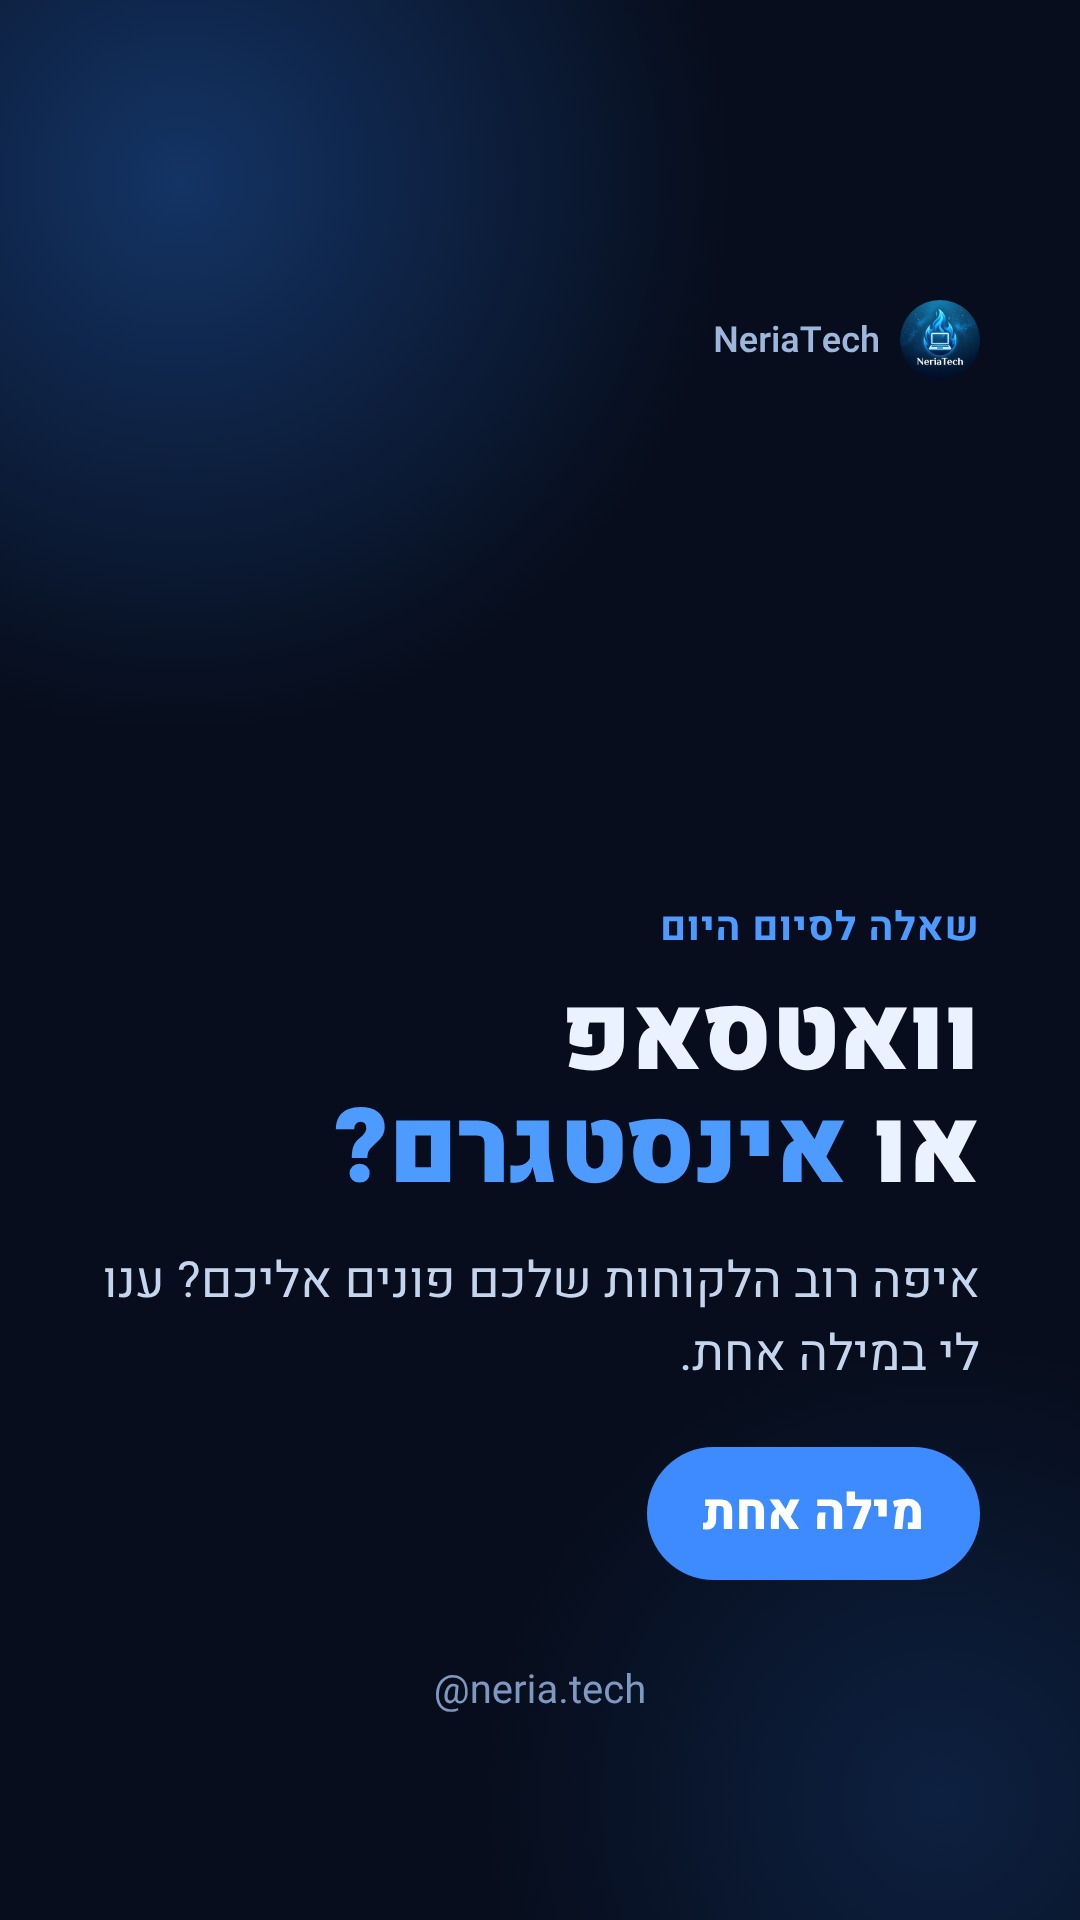 NeriaTech
NeriaTech
שאלה לסיום היום
וואטסאפ
או אינסטגרם?
איפה רוב הלקוחות שלכם פונים אליכם? ענו
לי במילה אחת.
מילה אחת
@neria.tech